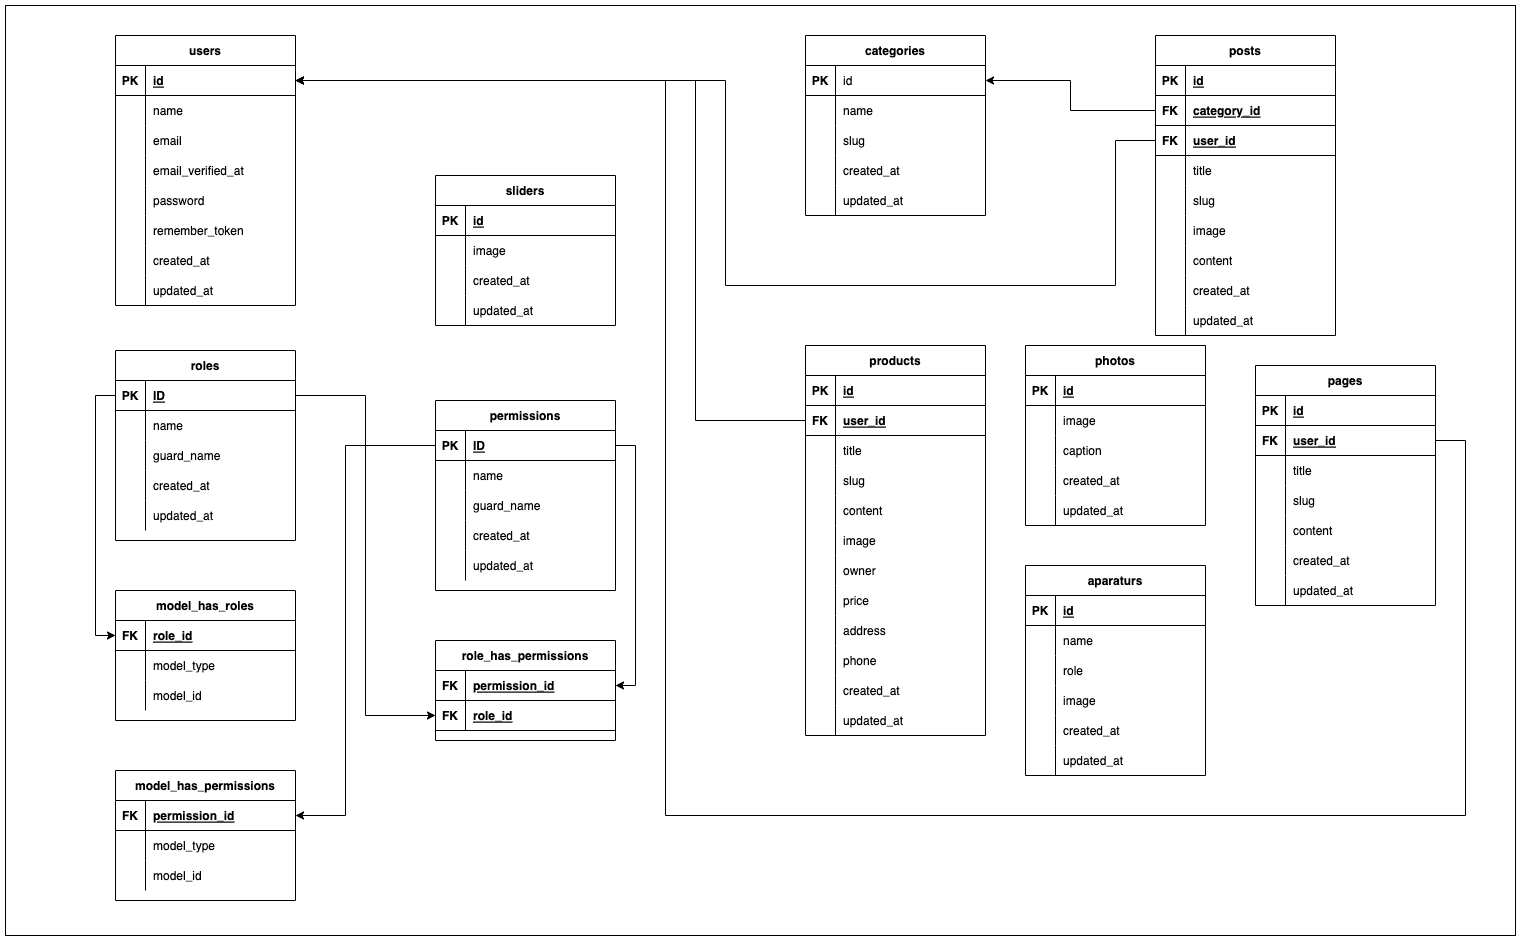 users
PK id
name
email
email_verified_at
password
remember_token
created_at
updated_at
sliders
PK id
image
created_at
updated_at
categories
PK id
name
slug
created_at
updated_at
posts
PK id
FK category_id
FK user_id
title
slug
image
content
created_at
updated_at
roles
PK ID
name
guard_name
created_at
updated_at
permissions
PK ID
name
guard_name
created_at
updated_at
products
PK id
FK user_id
title
slug
content
image
owner
price
address
phone
created_at
updated_at
photos
PK id
image
caption
created_at
updated_at
pages
PK id
FK user_id
title
slug
content
created_at
updated_at
model_has_roles
FK role_id
model_type
model_id
role_has_permissions
FK permission_id
FK role_id
aparaturs
PK id
name
role
image
created_at
updated_at
model_has_permissions
FK permission_id
model_type
model_id